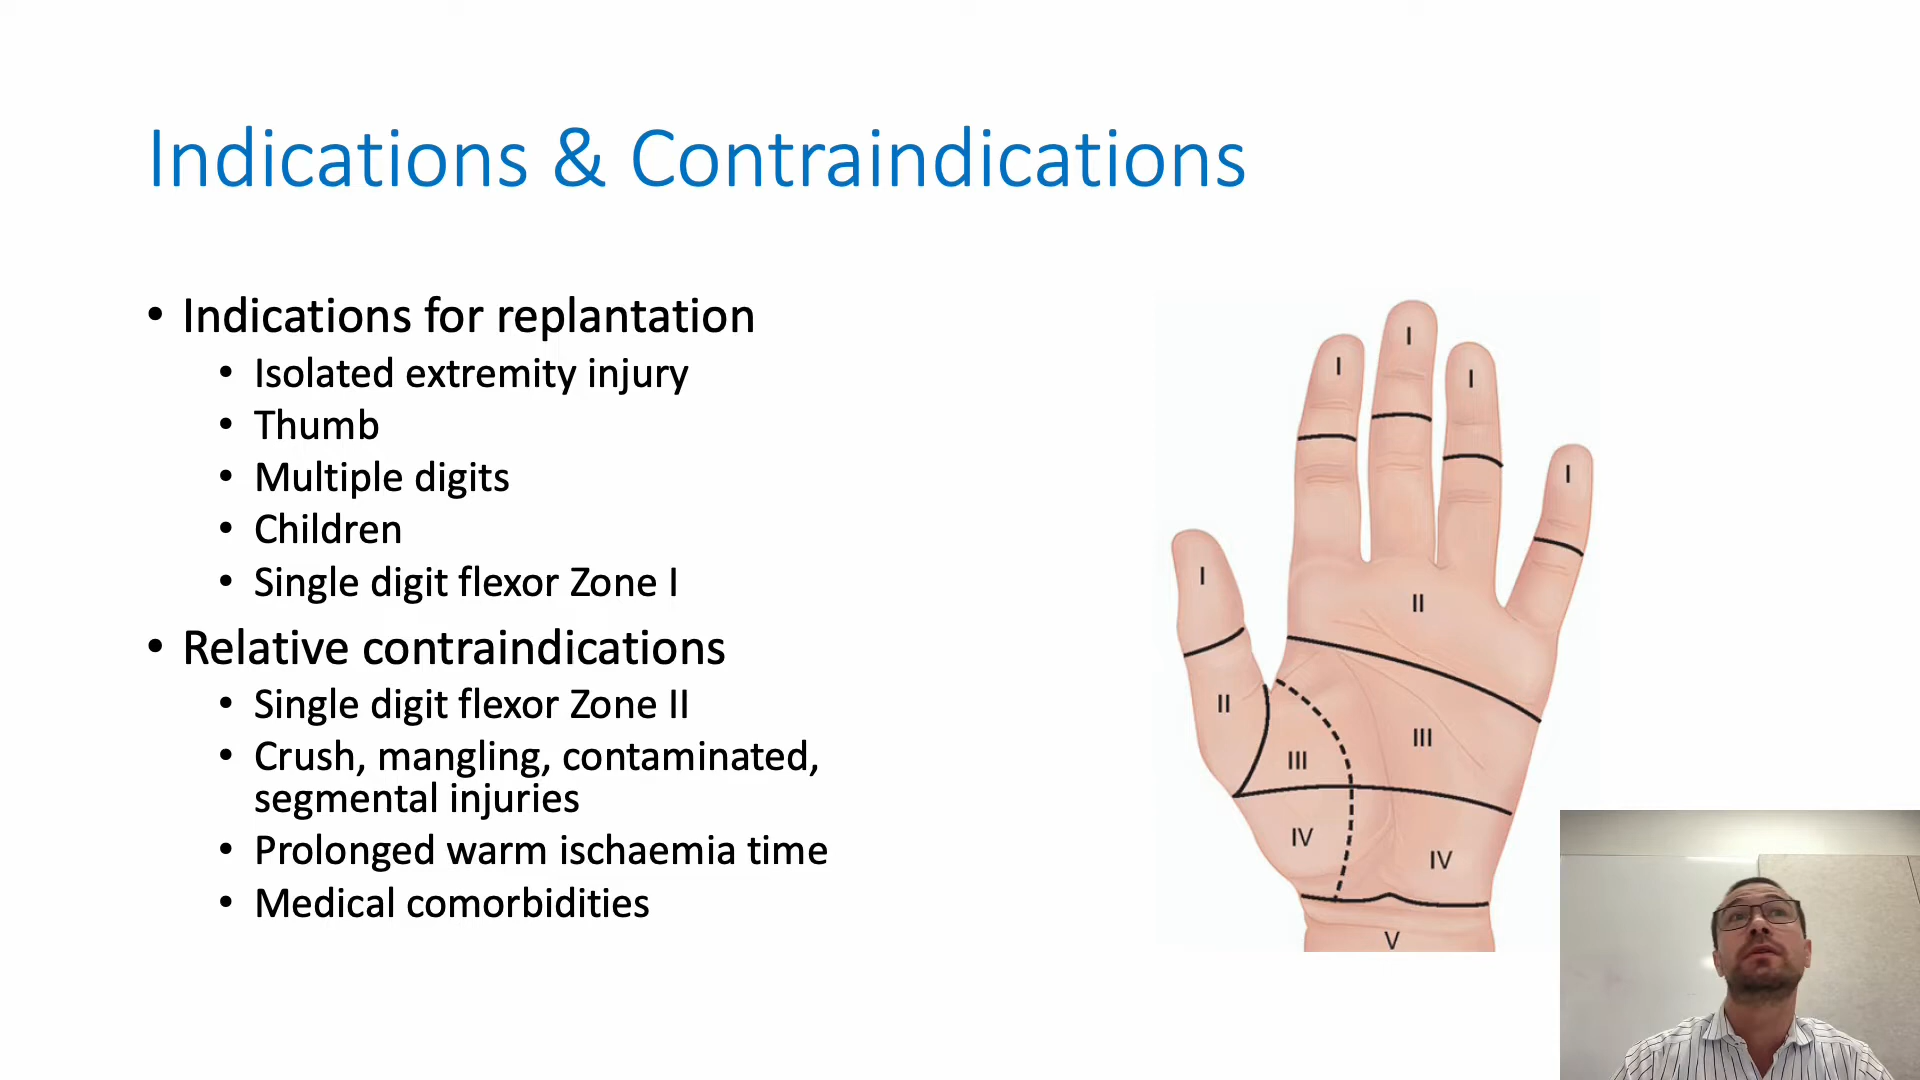 Indications & Contraindications
• Indications for replantation
• Isolated extremity injury
• Thumb
• Multiple digits
• Children
• Single digit flexor Zone I
• Relative contraindications
• Single digit flexor Zone II
• Crush, mangling, contaminated,
segmental injuries
• Prolonged warm ischaemia time
• Medical comorbidities
I
I
I
I
I
II
II
III
III
IV
IV
V